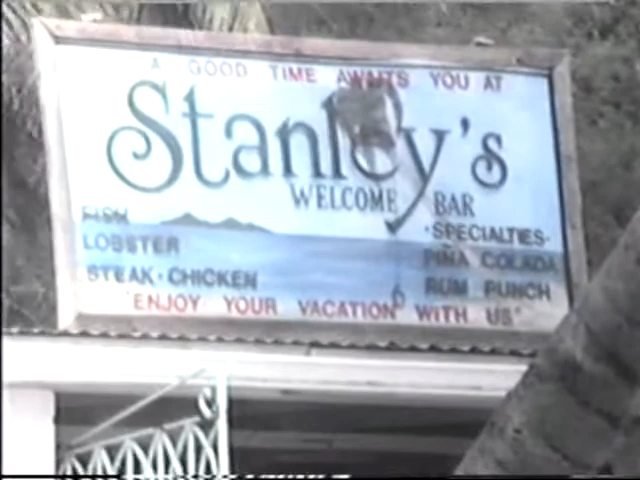 A GOOD TIME AWAITS YOU AT
Stanley's
WELCOME BAR
FISH
LOBSTER
STEAK · CHICKEN
·SPECIALTIES·
PINA COLADA
RUM PUNCH
"ENJOY YOUR VACATION WITH US"